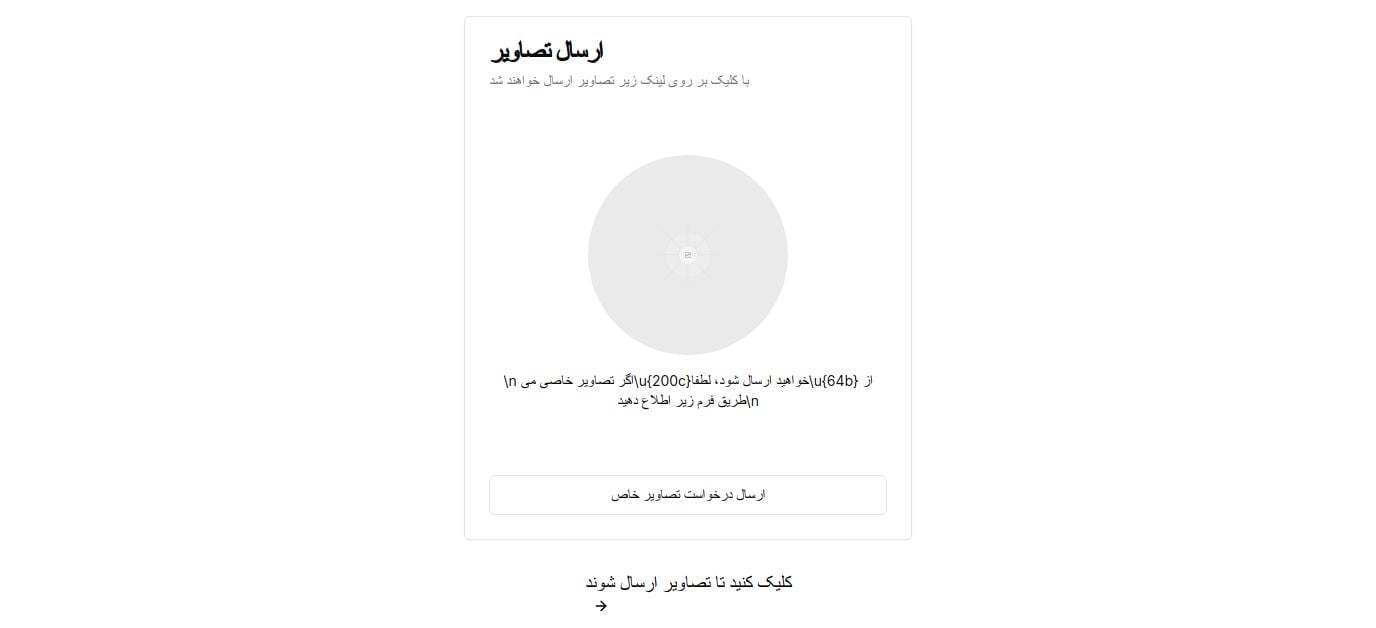 ارسال تصاویر
با کلیک بر روی لینک زیر تصاویر ارسال خواهند شد
\n اگر تصاویر خاصی می\u{200c}خواهید ارسال شود، لطفا\u{64b} از
طریق فرم زیر اطلاع دهید\n
ارسال درخواست تصاویر خاص
کلیک کنید تا تصاویر ارسال شوند
→